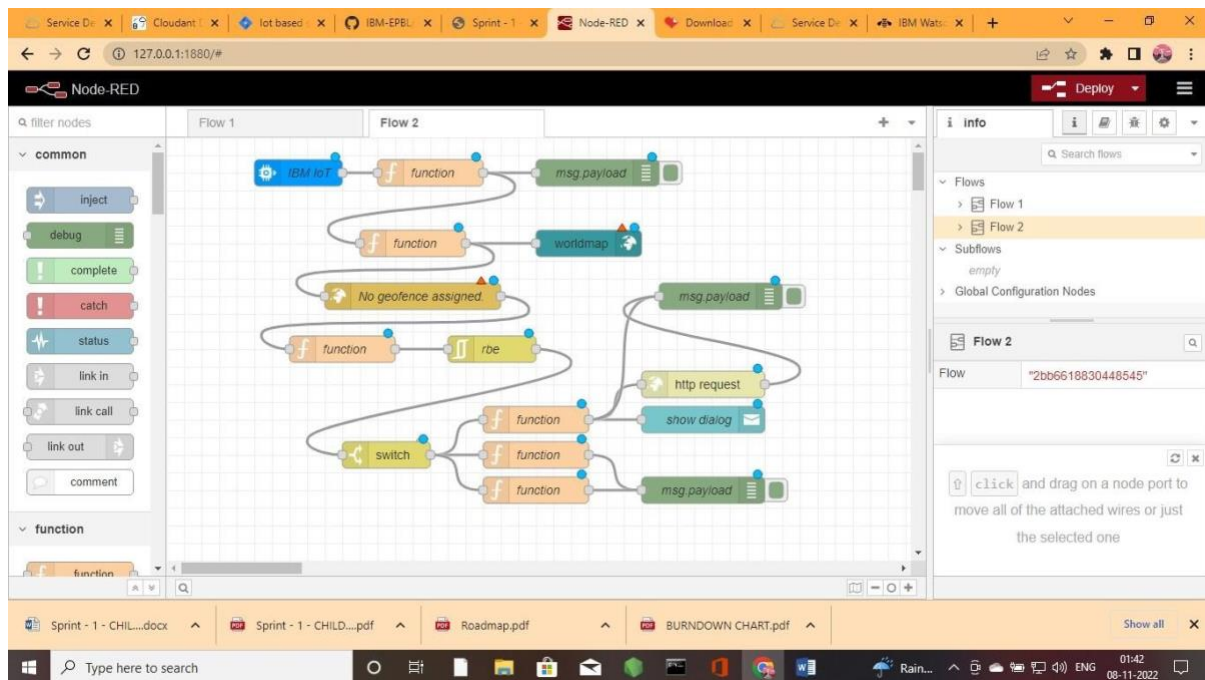 Service De
Cloudant
Iot based
IBM-EPBL
Sprint - 1 -
Node-RED
Download
Service De
IBM Wats
127.0.0.1:1880/#
Node-RED
Deploy
filter nodes
Flow 1
Flow 2
i info
Search flows
common
inject
debug
complete
catch
status
link in
link call
link out
comment
function
function
IBM IoT
function
msg.payload
function
worldmap
No geofence assigned.
msg.payload
function
rbe
http request
function
show dialog
switch
function
function
msg.payload
Flows
Flow 1
Flow 2
Subflows
empty
Global Configuration Nodes
Flow 2
Flow "2bb6618830448545"
click and drag on a node port to
move all of the attached wires or just
the selected one
Sprint - 1 - CHIL....docx
Sprint - 1 - CHILD....pdf
Roadmap.pdf
BURNDOWN CHART.pdf
Show all
Type here to search
Rain...
ENG
01:42
08-11-2022